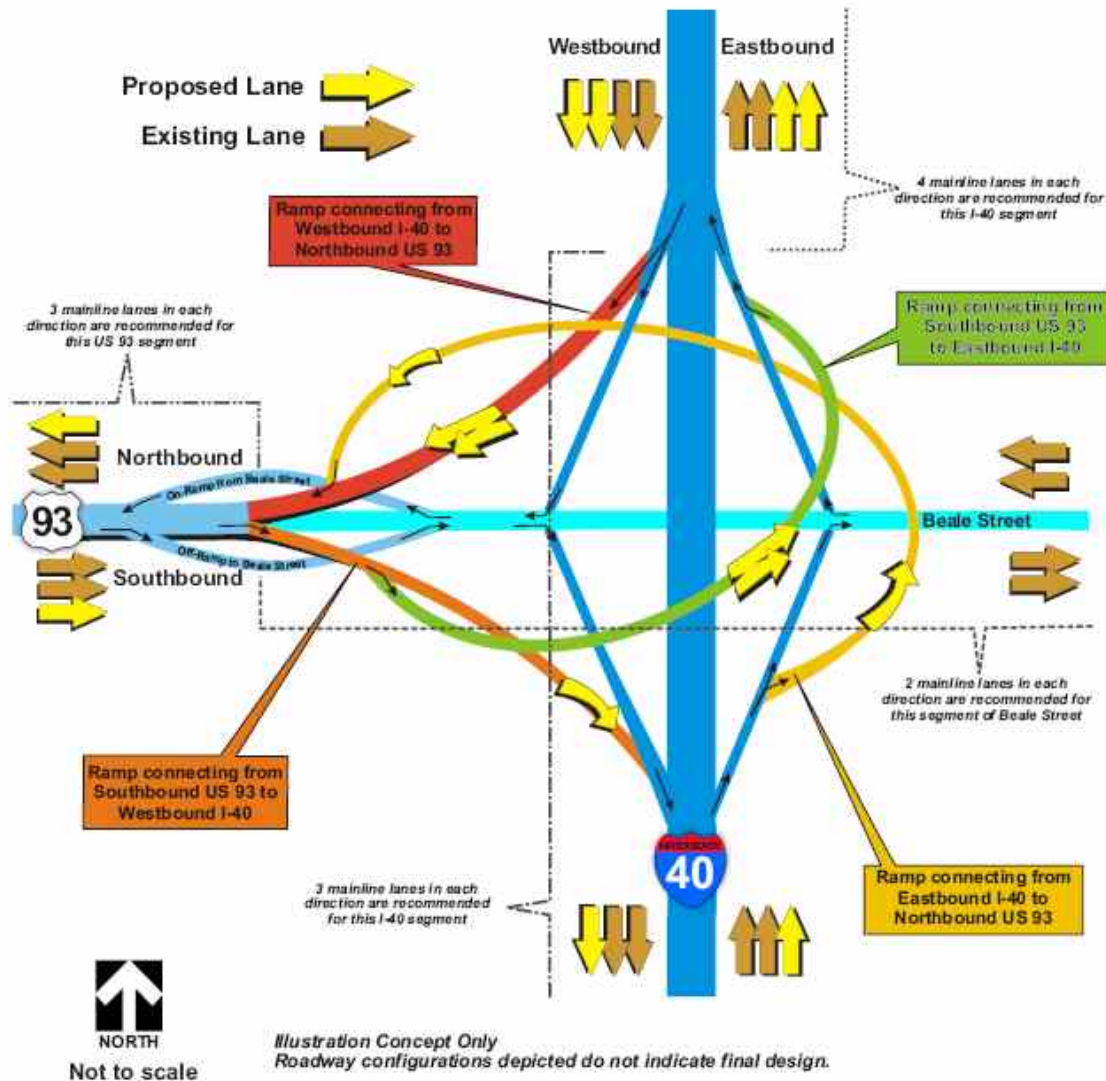 Westbound
Eastbound
Proposed Lane
Existing Lane
4 mainline lanes in each
direction are recommended for
this I-40 segment
Ramp connecting from
Westbound I-40 to
Northbound US 93
3 mainline lanes in each
direction are recommended for
this US 93 segment
Ramp connecting from
Southbound US 93
to Eastbound I-40
Northbound
On-Ramp from Beale Street
93
Beale Street
Off-Ramp to Beale Street
Southbound
2 mainline lanes in each
direction are recommended for
this segment of Beale Street
Ramp connecting from
Southbound US 93 to
Westbound I-40
INTERSTATE
40
3 mainline lanes in each
direction are recommended
for this I-40 segment
Ramp connecting from
Eastbound I-40 to
Northbound US 93
NORTH
Not to scale
Illustration Concept Only
Roadway configurations depicted do not indicate final design.